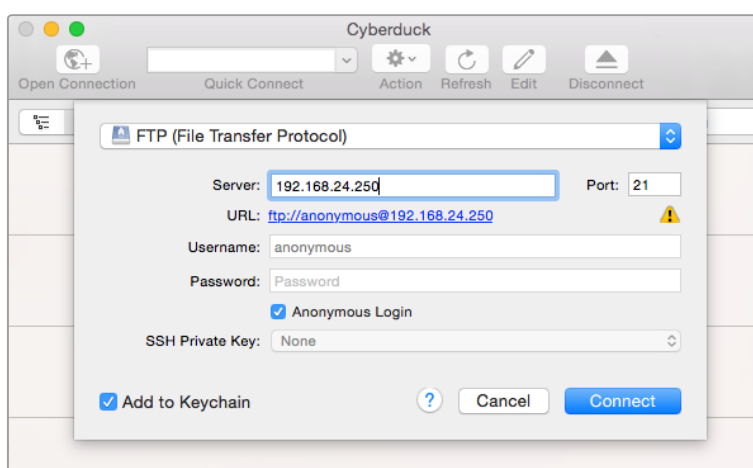 Cyberduck
Open Connection Quick Connect Action Refresh Edit Disconnect
FTP (File Transfer Protocol)
Server: 192.168.24.250 Port: 21
URL: ftp://anonymous@192.168.24.250
Username: anonymous
Password: Password
Anonymous Login
SSH Private Key: None
Add to Keychain ? Cancel Connect